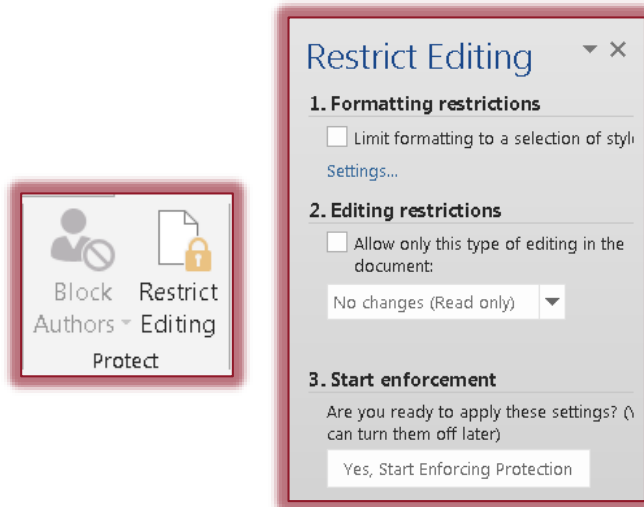 Block Restrict
Authors Editing
Protect
Restrict Editing
1. Formatting restrictions
Limit formatting to a selection of
Settings...
2. Editing restrictions
Allow only this type of editing in the
document:
No changes (Read only)
3. Start enforcement
Are you ready to apply these settings?
can turn them off later)
Yes, Start Enforcing Protection